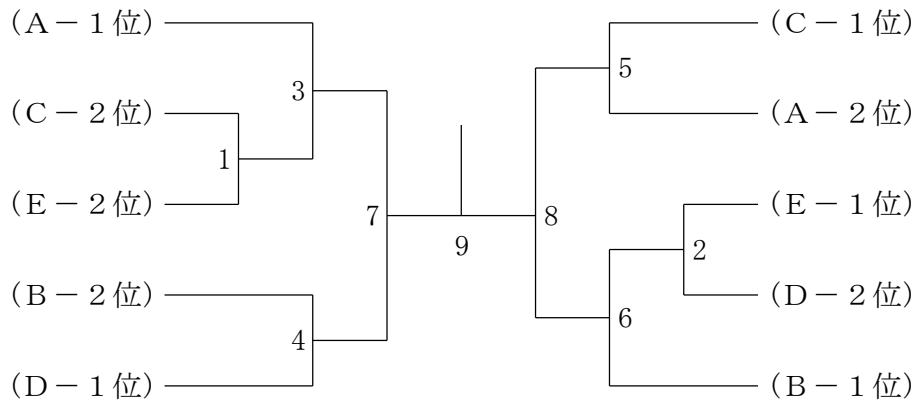 （Ａ－１位）
（Ｃ－２位）
（Ｅ－２位）
（Ｂ－２位）
（Ｄ－１位）
1
3
4
7
9
8
5
2
6
（Ｃ－１位）
（Ａ－２位）
（Ｅ－１位）
（Ｄ－２位）
（Ｂ－１位）